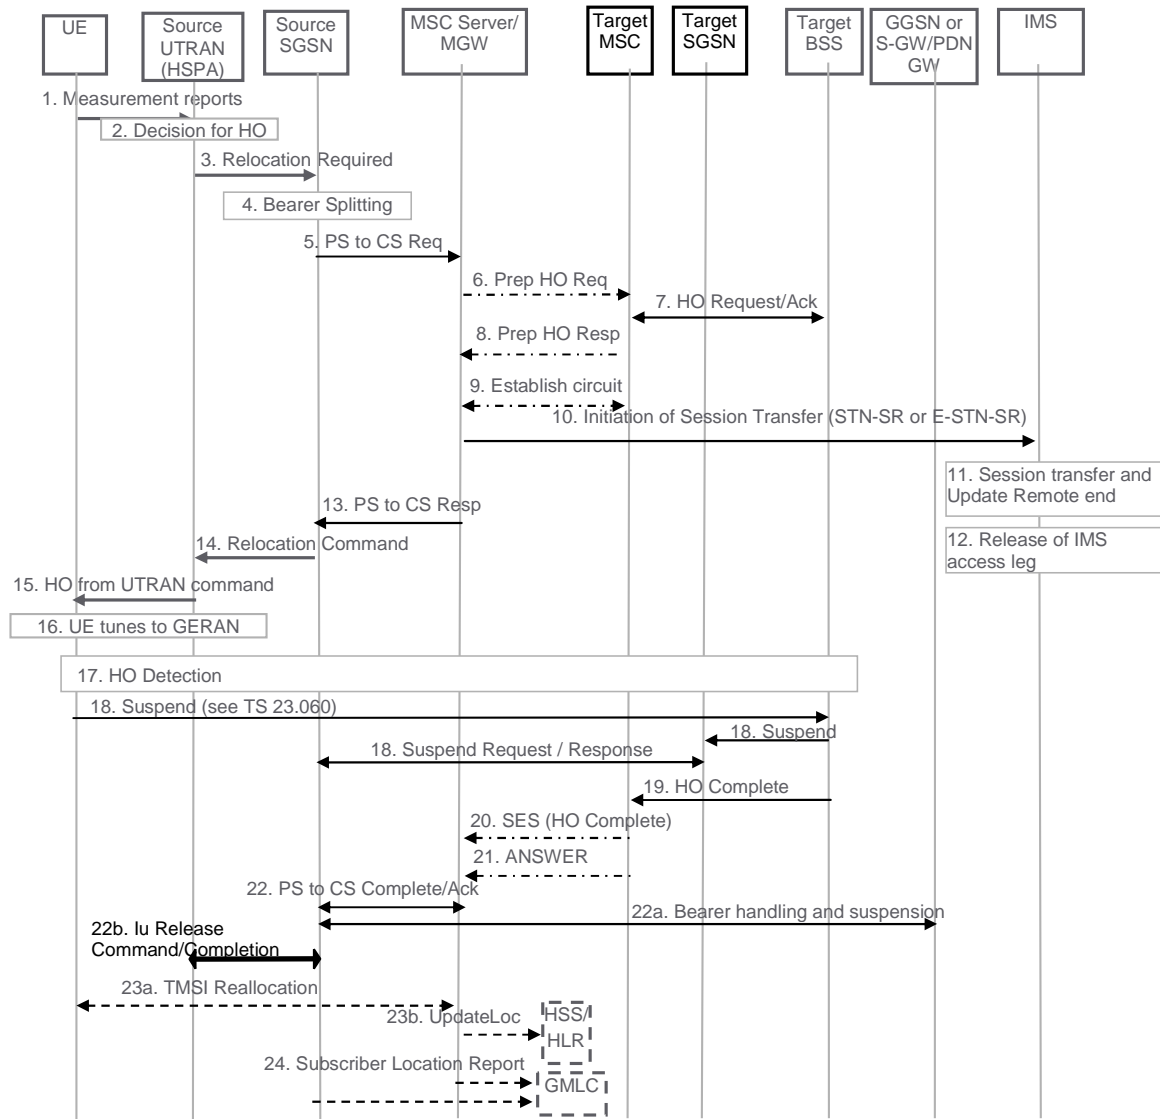 UE
Source
UTRAN
(HSPA)
Source
SGSN
MSC Server/
MGW
Target
MSC
Target
SGSN
Target
BSS
GGSN or
S-GW/PDN
GW
IMS
1. Measurement reports
2. Decision for HO
3. Relocation Required
4. Bearer Splitting
5. PS to CS Req
6. Prep HO Req
7. HO Request/Ack
8. Prep HO Resp
9. Establish circuit
10. Initiation of Session Transfer (STN-SR or E-STN-SR)
11. Session transfer and
Update Remote end
13. PS to CS Resp
12. Release of IMS
access leg
14. Relocation Command
15. HO from UTRAN command
16. UE tunes to GERAN
17. HO Detection
18. Suspend (see TS 23.060)
18. Suspend
18. Suspend Request / Response
19. HO Complete
20. SES (HO Complete)
21. ANSWER
22. PS to CS Complete/Ack
22a. Bearer handling and suspension
22b. Iu Release
Command/Completion
23a. TMSI Reallocation
23b. UpdateLoc
HSS/
HLR
24. Subscriber Location Report
GMLC